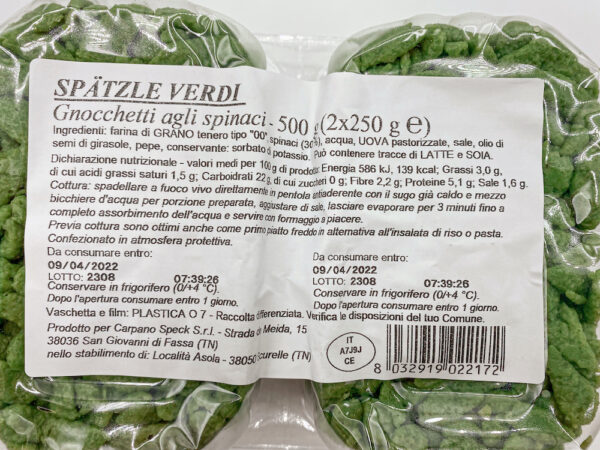 SPÄTZLE VERDI
Gnocchetti agli spinaci - 500 g (2x250 g ℮)
Ingredienti: farina di GRANO tenero tipo "00", spinaci (30%), acqua, UOVA pastorizzate, sale, olio di
semi di girasole, pepe, conservante: sorbato di potassio. Può contenere tracce di LATTE e SOIA.
Dichiarazione nutrizionale - valori medi per 100 g di prodotto: Energia 586 kJ, 139 kcal; Grassi 3,0 g,
di cui acidi grassi saturi 1,5 g; Carboidrati 22 g, di cui zuccheri 0 g; Fibre 2,2 g; Proteine 5,1 g; Sale 1,6 g.
Cottura: spadellare a fuoco vivo direttamente in pentola antiaderente con il sugo già caldo e mezzo
bicchiere d'acqua per porzione preparata, aggiustare di sale, lasciare evaporare per 3 minuti fino a
completo assorbimento dell'acqua e servire con formaggio a piacere.
Previa cottura sono ottimi anche come primo piatto freddo in alternativa all'insalata di riso o pasta.
Confezionato in atmosfera protettiva.
Da consumare entro:
09/04/2022
LOTTO: 2308 07:39:26
Conservare in frigorifero (0/+4 °C).
Dopo l'apertura consumare entro 1 giorno.
Da consumare entro:
09/04/2022
LOTTO: 2308 07:39:26
Conservare in frigorifero (0/+4 °C).
Dopo l'apertura consumare entro 1 giorno.
Vaschetta e film: PLASTICA O 7 - Raccolta differenziata. Verifica le disposizioni del tuo Comune.
Prodotto per Carpano Speck S.r.l. - Strada de Meida, 15
38036 San Giovanni di Fassa (TN)
nello stabilimento di: Località Asola - 38050 Scurelle (TN)
IT
A7J9J
CE
8 032919 022172